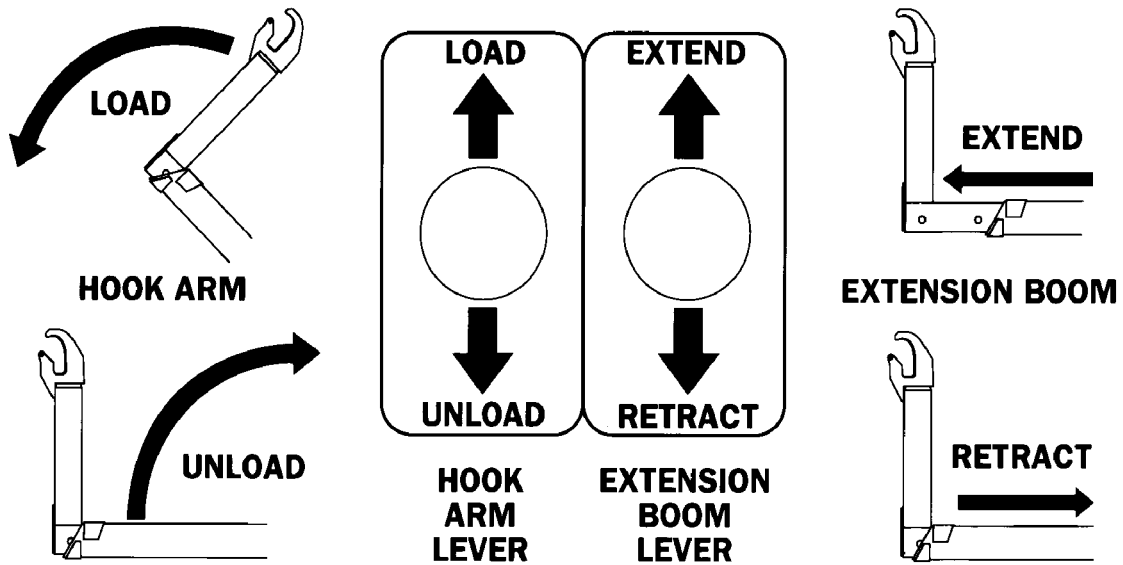 LOAD
HOOK ARM
UNLOAD
LOAD
UNLOAD
HOOK
ARM
LEVER
EXTEND
RETRACT
EXTENSION
BOOM
LEVER
EXTEND
EXTENSION BOOM
RETRACT